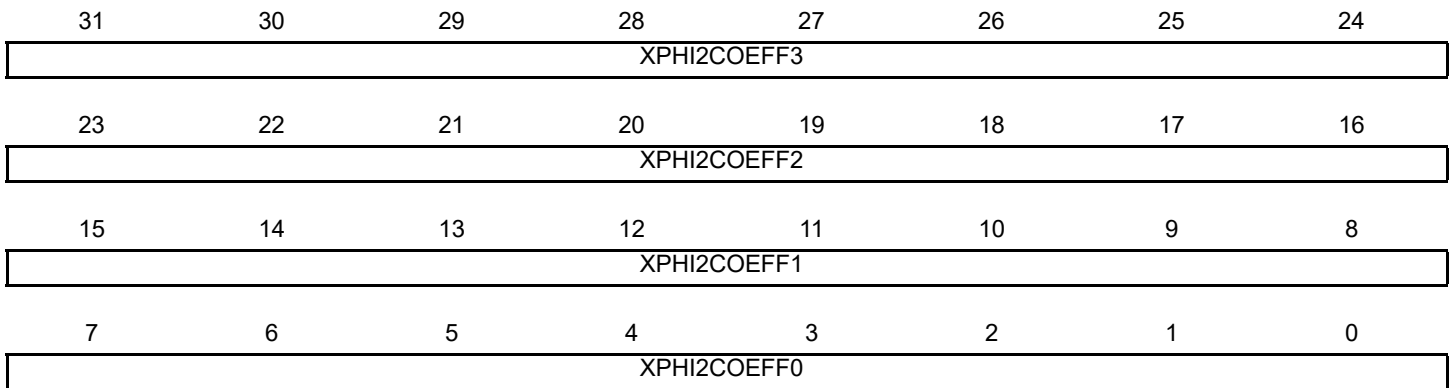 31 30 29 28 27 26 25 24
XPHI2COEFF3
23 22 21 20 19 18 17 16
XPHI2COEFF2
15 14 13 12 11 10 9 8
XPHI2COEFF1
7 6 5 4 3 2 1 0
XPHI2COEFF0